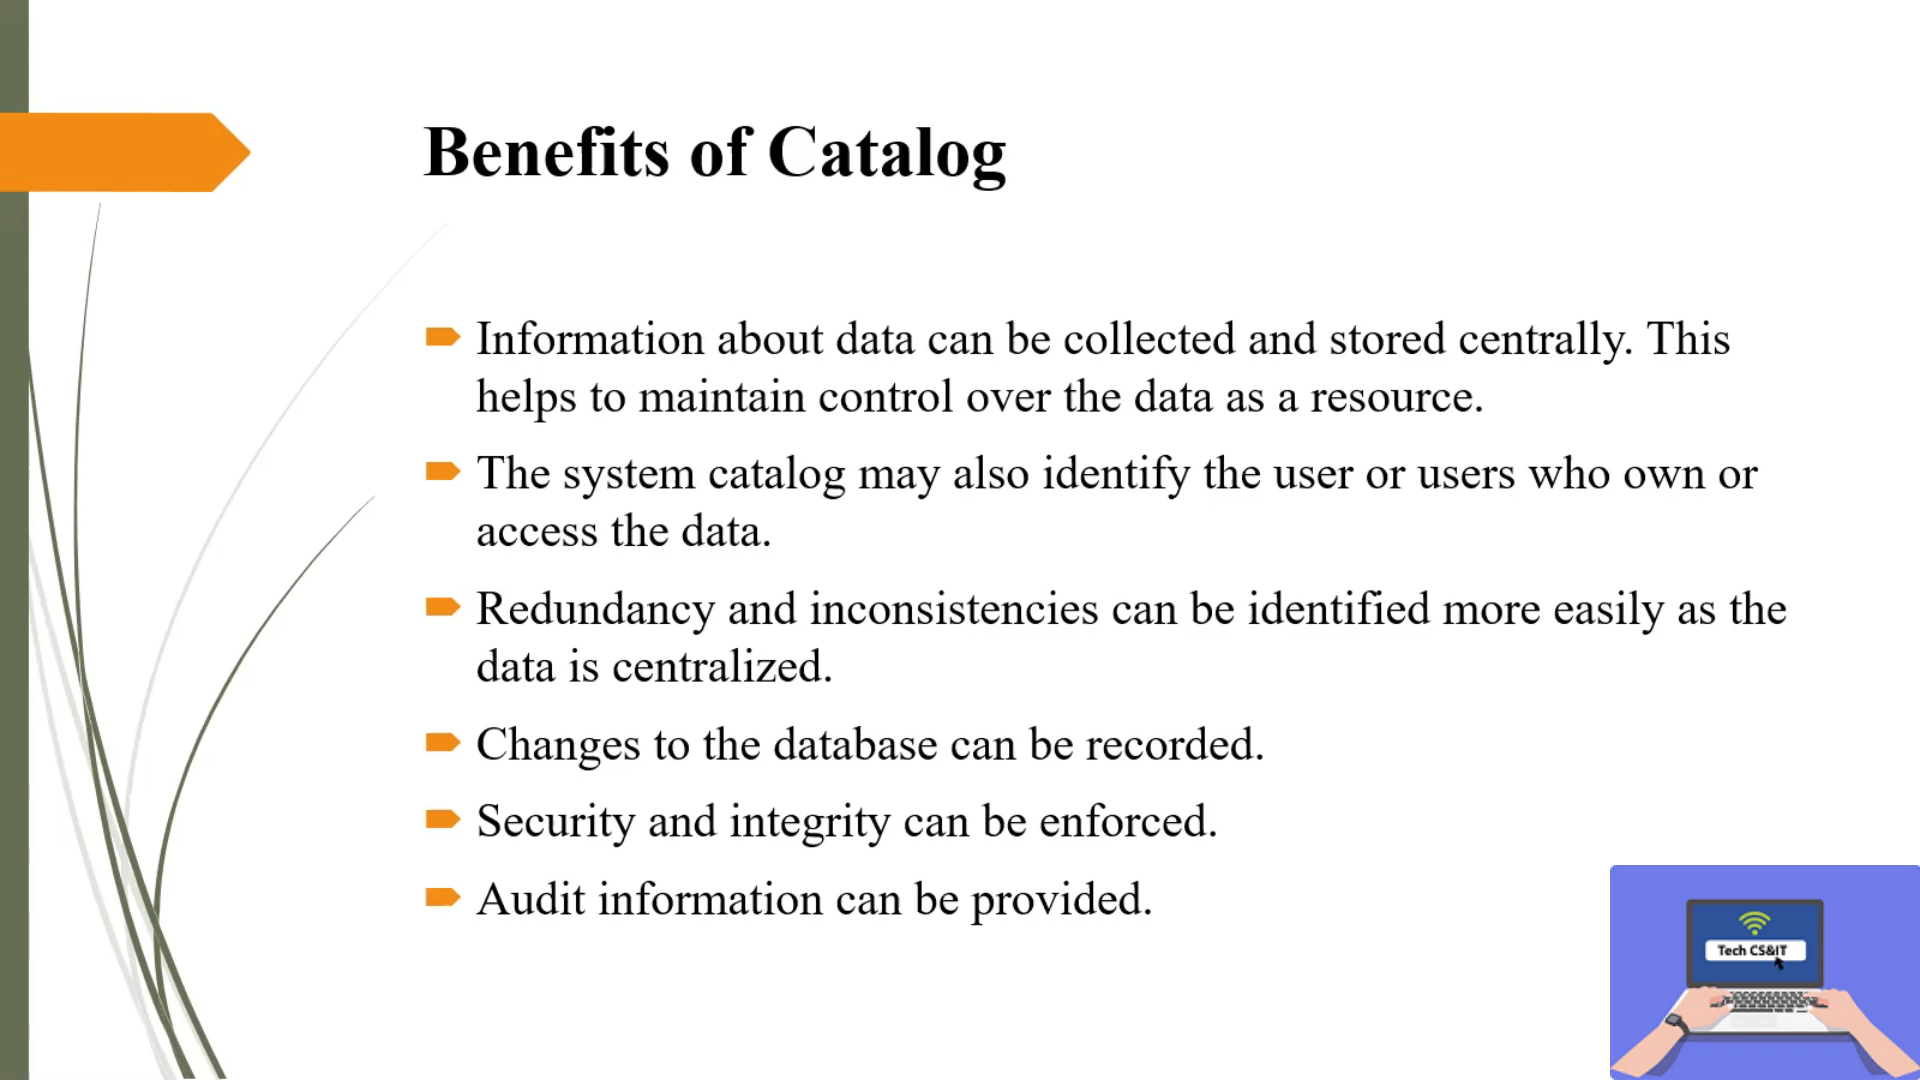 Benefits of Catalog
Information about data can be collected and stored centrally. This
helps to maintain control over the data as a resource.
The system catalog may also identify the user or users who own or
access the data.
Redundancy and inconsistencies can be identified more easily as the
data is centralized.
Changes to the database can be recorded.
Security and integrity can be enforced.
Audit information can be provided.
Tech CS&IT